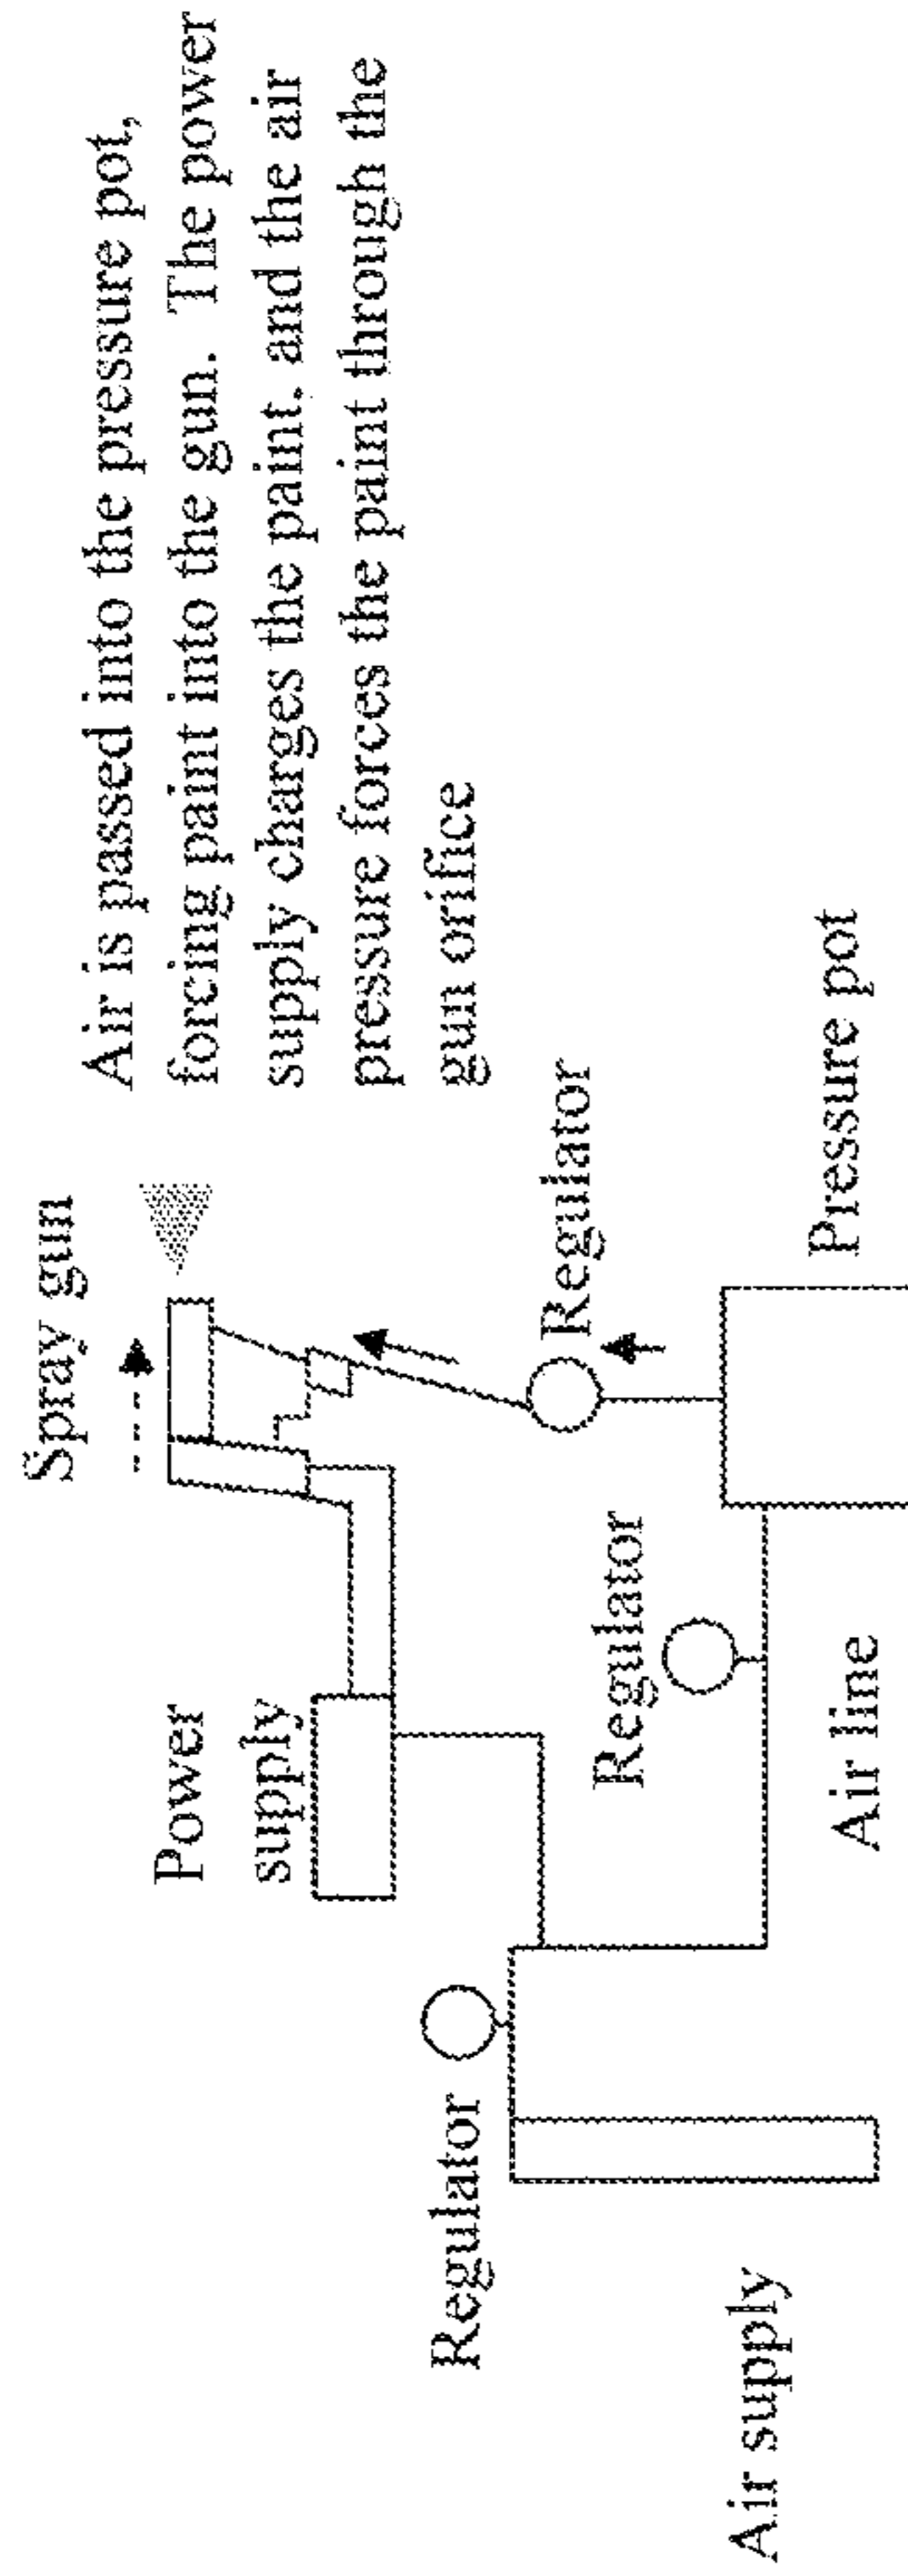 Spray gun
Air is passed into the pressure pot,
forcing paint into the gun. The power
supply charges the paint, and the air
pressure forces the paint through the
gun orifice
Power
supply
Regulator
Regulator
Regulator
Air supply
Air line
Pressure pot